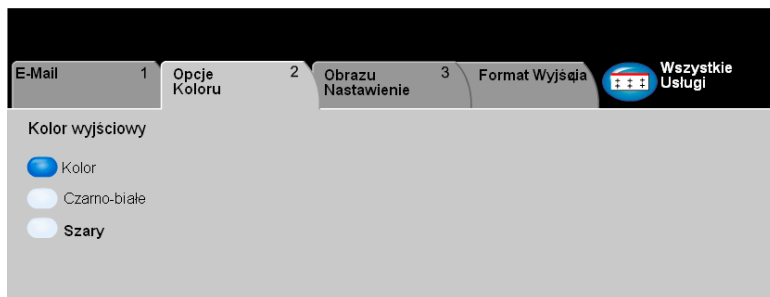 E-Mail 1
Opcje 2
Koloru
Obrazu 3
Nastawienie
Format Wyjścia
Wszystkie
Usługi
Kolor wyjściowy
Kolor
Czarno-białe
Szary